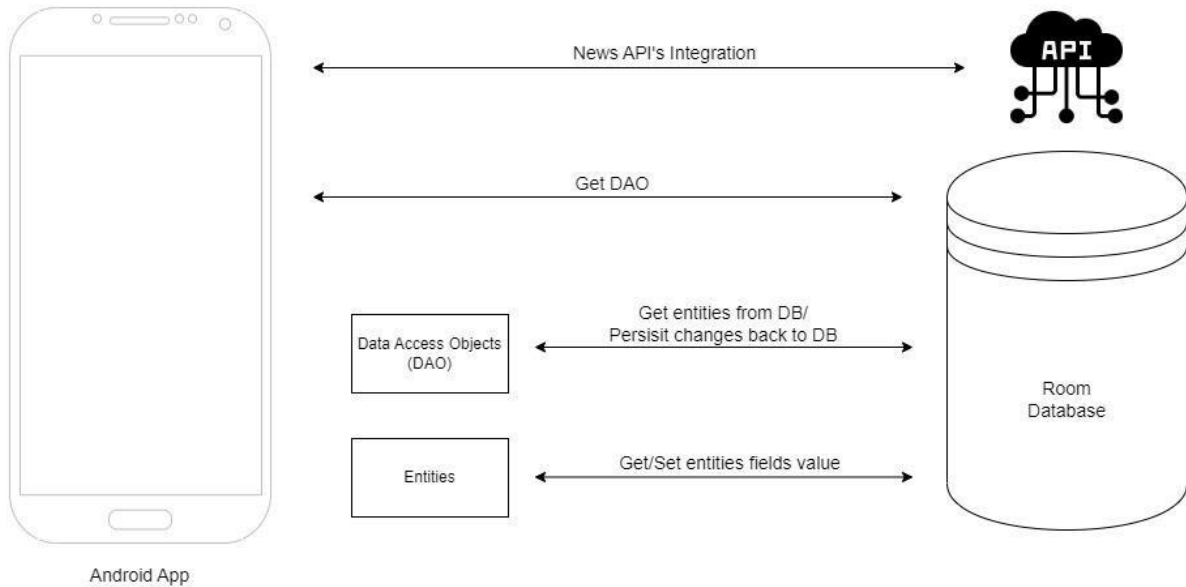 News API's Integration
API
Get DAO
Get entities from DB/
Persisit changes back to DB
Data Access Objects
(DAO)
Room
Database
Entities
Get/Set entities fields value
Android App